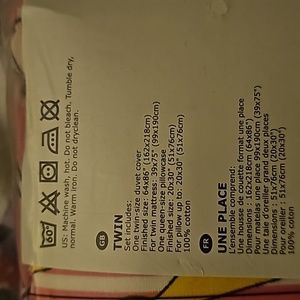 US: Machine wash, hot. Do not bleach. Tumble dry,
normal. Warm iron. Do not dryclean.
GB
TWIN
Set includes:
One twin-size duvet cover
Finished size: 64x86" (162x218cm)
For twin mattress: 39x75" (99x190cm)
One queen-size pillowcase
Finished size: 20x30" (51x76cm)
For pillow up to: 20x30" (51x76cm)
100% cotton
FR
UNE PLACE
L'ensemble comprend:
Une housse de couette format une place
Dimensions : 162x218cm (64x86")
Pour matelas une place 99x190cm (39x75")
Une taie d'oreiller grand deux places
Dimensions : 51x76cm (20x30")
Pour oreiller : 51x76cm (20x30")
100% coton